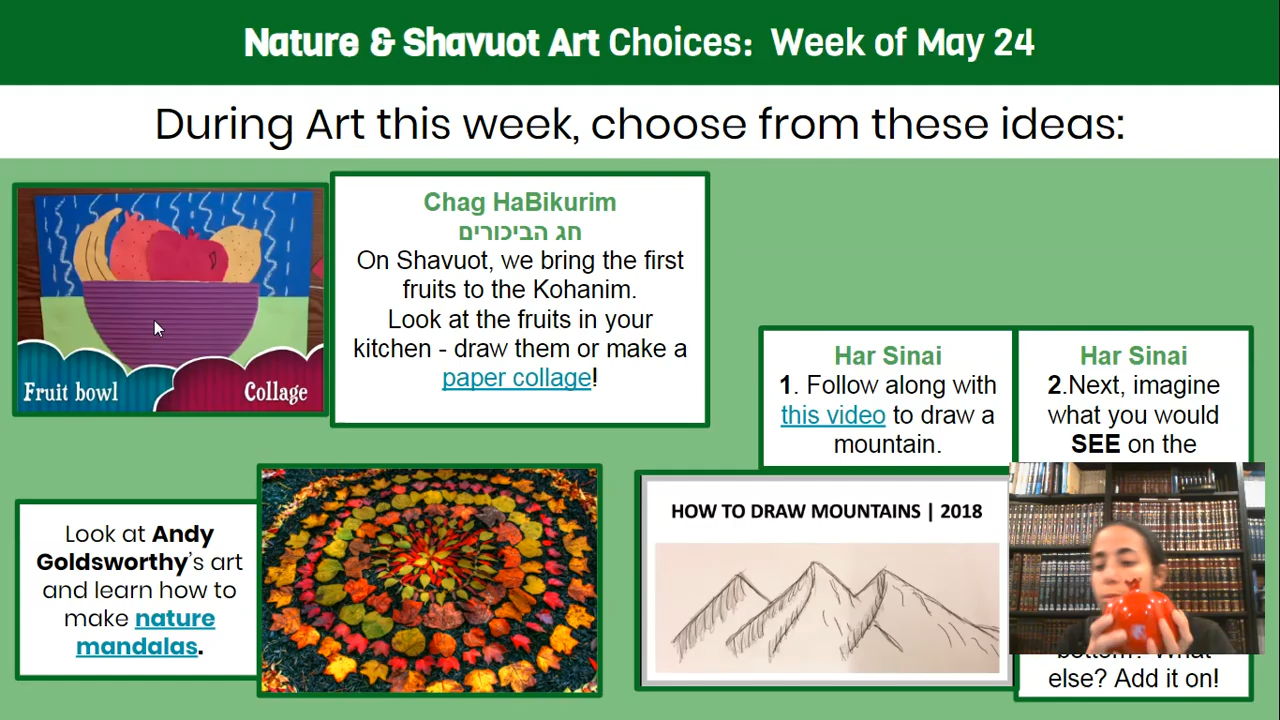 Nature & Shavuot Art Choices: Week of May 24
During Art this week, choose from these ideas:
Fruit bowl
Collage
Chag HaBikurim
חג הביכורים
On Shavuot, we bring the first
fruits to the Kohanim.
Look at the fruits in your
kitchen - draw them or make a
paper collage!
Look at Andy
Goldsworthy's art
and learn how to
make nature
mandalas.
Har Sinai
1. Follow along with
this video to draw a
mountain.
HOW TO DRAW MOUNTAINS | 2018
Har Sinai
2.Next, imagine
what you would
SEE on the
else? Add it on!